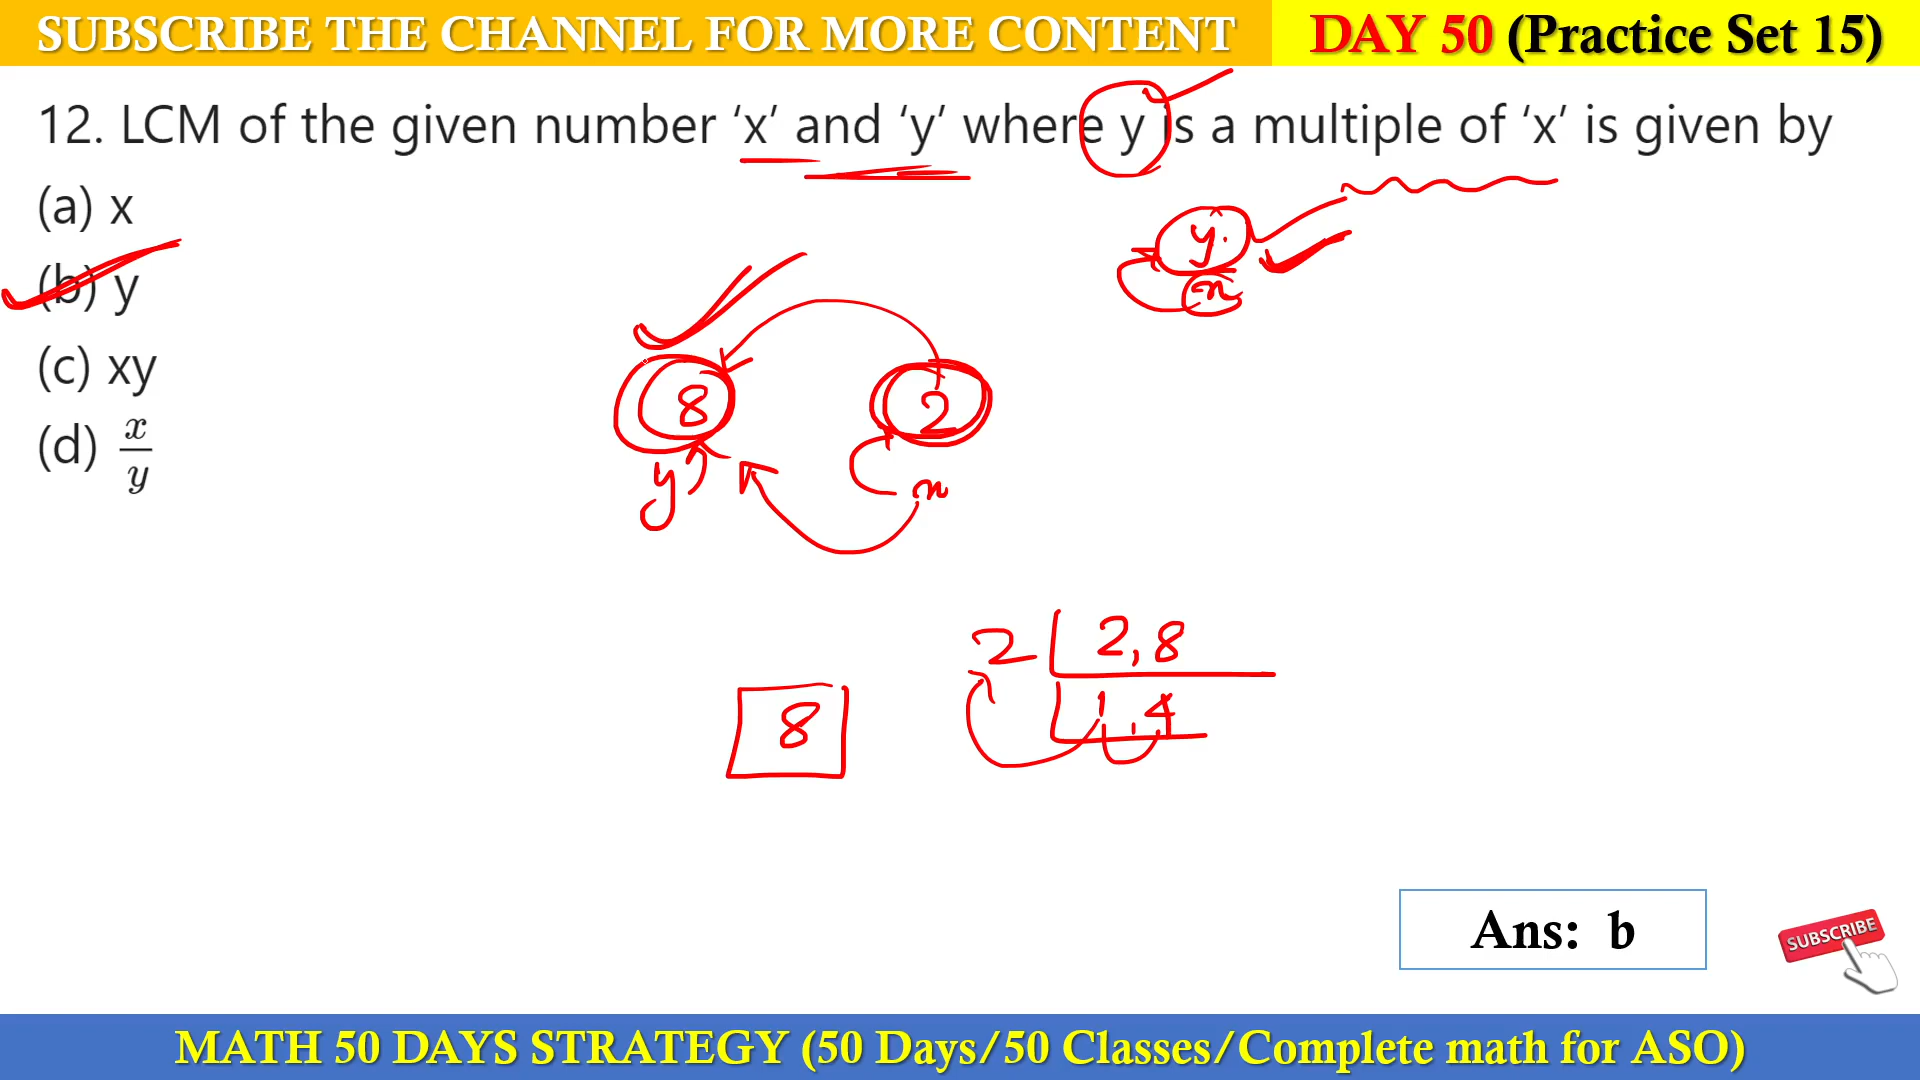 SUBSCRIBE THE CHANNEL FOR MORE CONTENT
DAY 50 (Practice Set 15)
12. LCM of the given number ‘x’ and ‘y’ where y is a multiple of ‘x’ is given by
(a) x
(b) y
(c) xy
(d) x/y
y
x
8
2
y
x
2 | 2, 8
1, 4
8
Ans: b
SUBSCRIBE
MATH 50 DAYS STRATEGY (50 Days/50 Classes/Complete math for ASO)